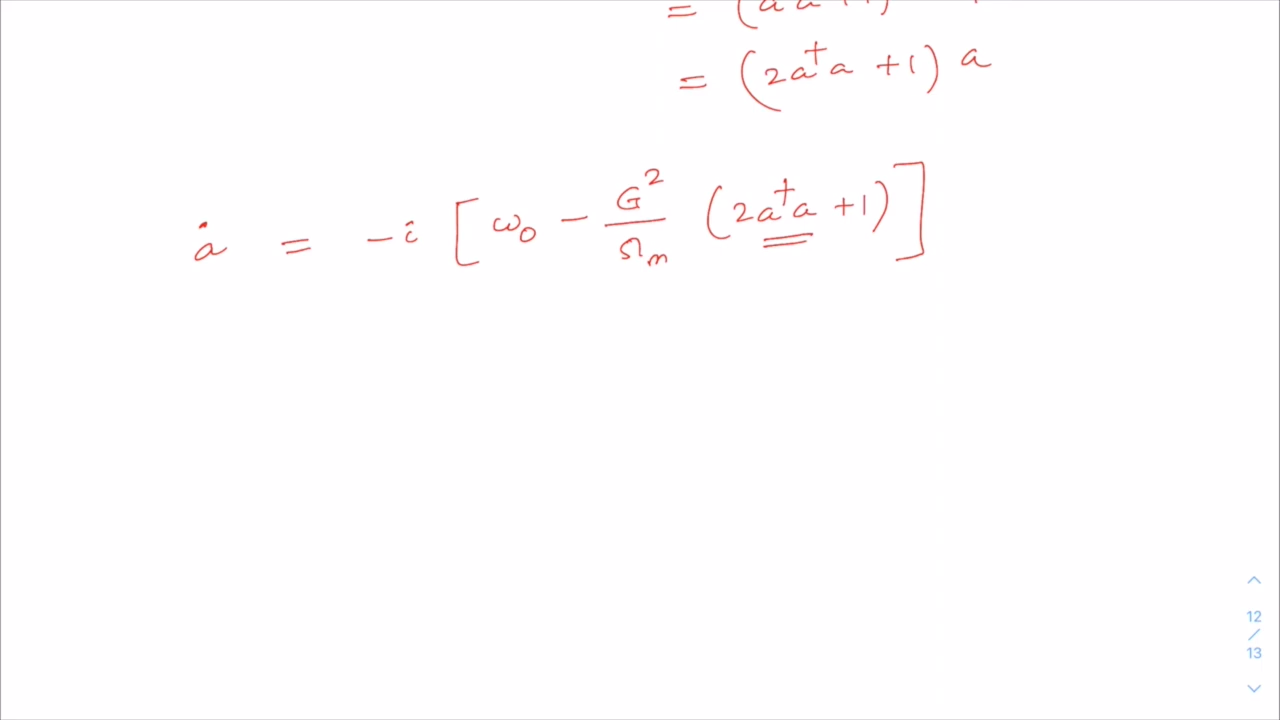 = (2a†a + 1) a
ȧ = -i [ω₀ - G²/Ωₘ (2a†a + 1)]
12
/
13